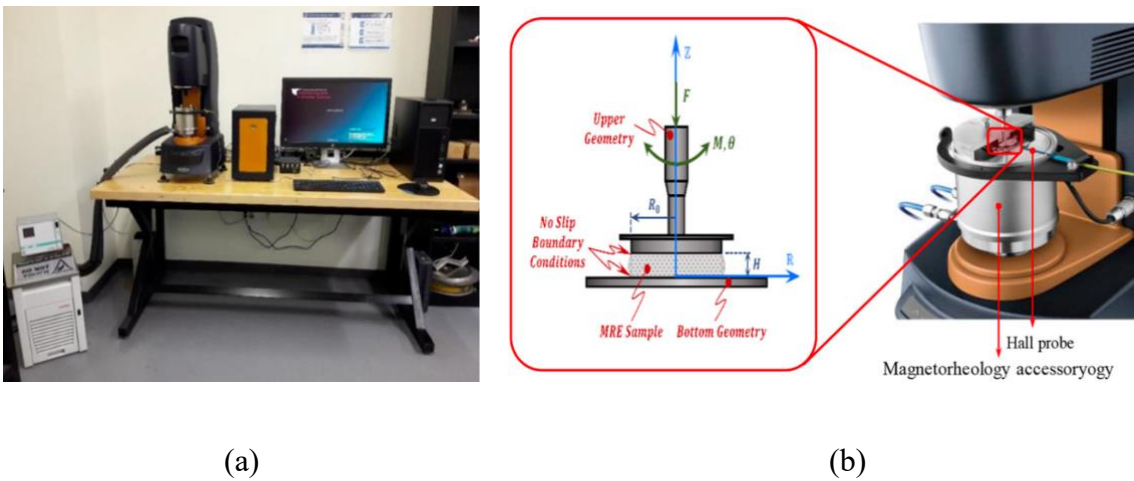 Z
F
Upper
Geometry
M, θ
R₀
No Slip
Boundary
Conditions
H
R
MRE Sample
Bottom Geometry
Hall probe
Magnetorheology accessoryogy
(a)
(b)